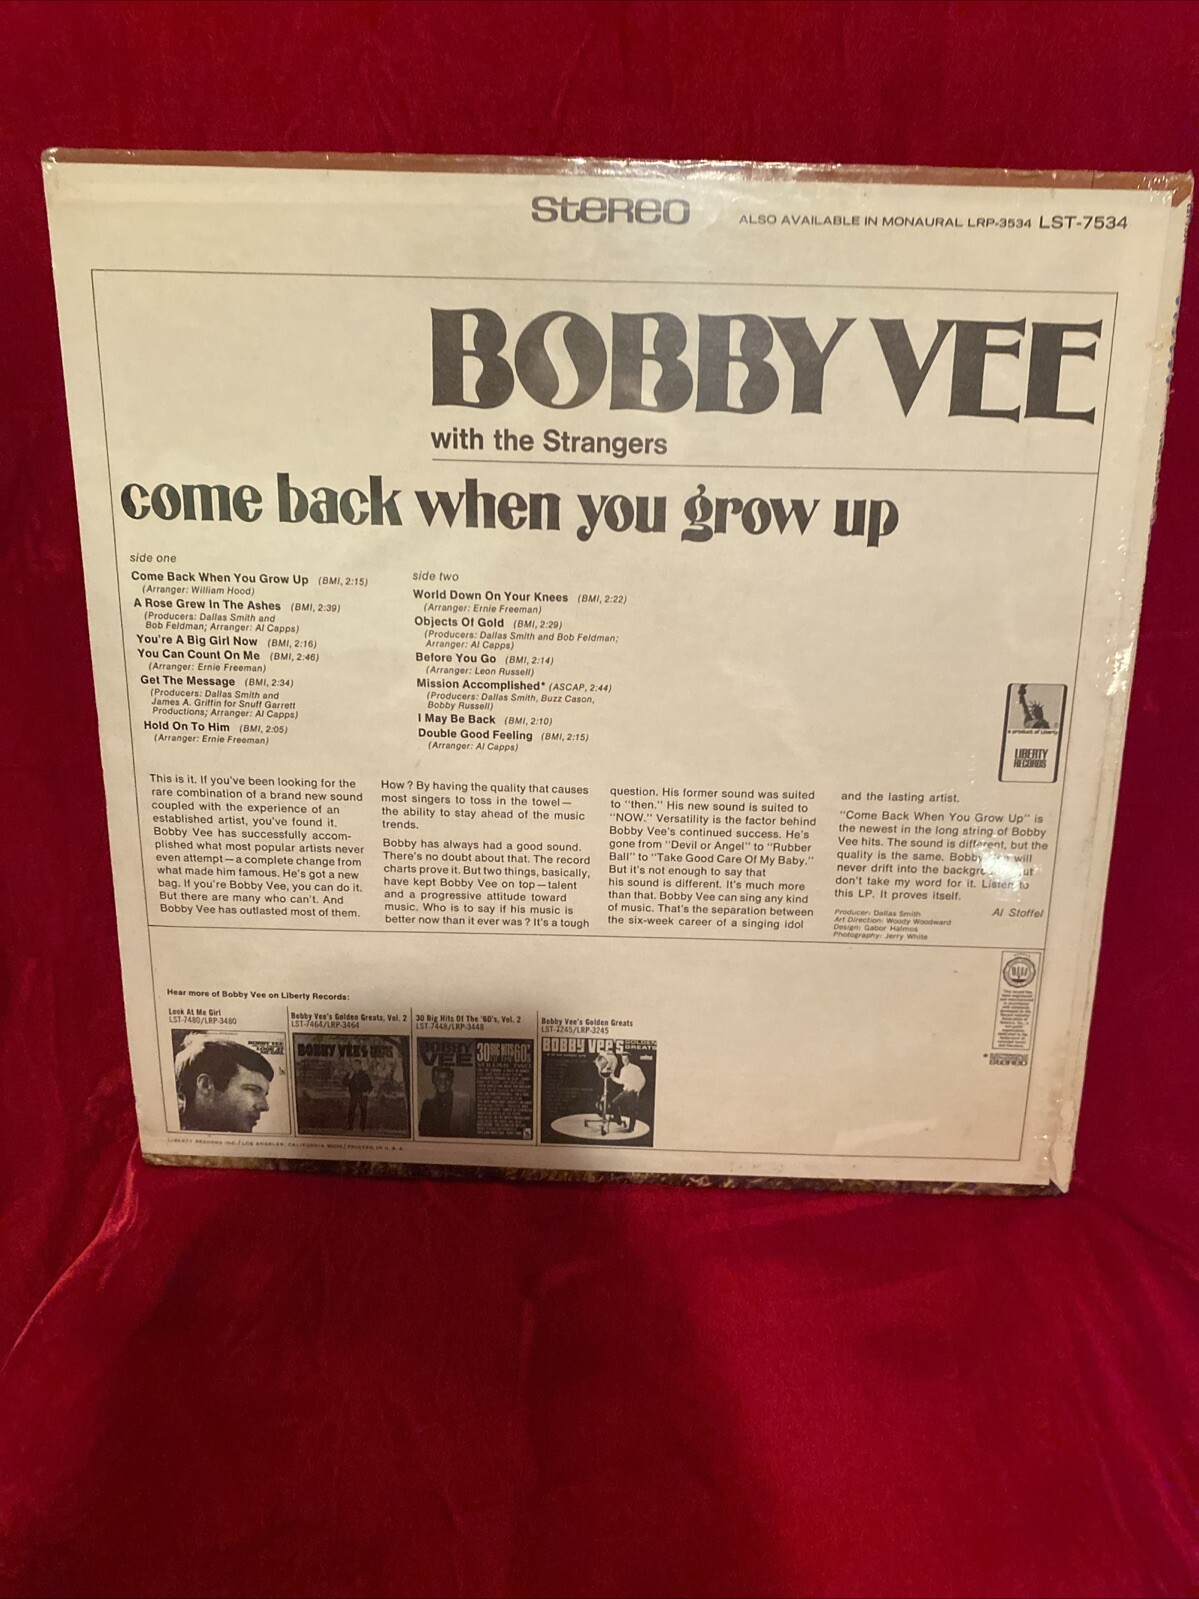 Stereo
ALSO AVAILABLE IN MONAURAL LRP-3534 LST-7534
BOBBY VEE
with the Strangers
come back when you grow up
side one
Come Back When You Grow Up (BMI, 2:15)
(Arranger: William Hood)
A Rose Grew In The Ashes (BMI, 2:39)
(Producers: Dallas Smith and
Bob Feldman; Arranger: Al Capps)
You're A Big Girl Now (BMI, 2:16)
You Can Count On Me (BMI, 2:46)
(Arranger: Ernie Freeman)
Get The Message (BMI, 2:34)
(Producers: Dallas Smith and
James A. Griffin for Snuff Garrett
Productions; Arranger: Al Capps)
Hold On To Him (BMI, 2:05)
(Arranger: Ernie Freeman)
side two
World Down On Your Knees (BMI, 2:22)
(Arranger: Ernie Freeman)
Objects Of Gold (BMI, 2:29)
(Producers: Dallas Smith and Bob Feldman;
Arranger: Al Capps)
Before You Go (BMI, 2:14)
(Arranger: Leon Russell)
Mission Accomplished* (ASCAP, 2:44)
(Producers: Dallas Smith, Buzz Cason,
Bobby Russell)
I May Be Back (BMI, 2:10)
Double Good Feeling (BMI, 2:15)
(Arranger: Al Capps)
a product of Liberty
LIBERTY
RECORDS
This is it. If you've been looking for the
rare combination of a brand new sound
coupled with the experience of an
established artist, you've found it.
Bobby Vee has successfully accom-
plished what most popular artists never
even attempt—a complete change from
what made him famous. He's got a new
bag. If you're Bobby Vee, you can do it.
But there are many who can't. And
Bobby Vee has outlasted most of them.
How? By having the quality that causes
most singers to toss in the towel—
the ability to stay ahead of the music
trends.
Bobby has always had a good sound.
There's no doubt about that. The record
charts prove it. But two things, basically,
have kept Bobby Vee on top—talent
and a progressive attitude toward
music. Who is to say if his music is
better now than it ever was? It's a tough
question. His former sound was suited
to "then." His new sound is suited to
"NOW." Versatility is the factor behind
Bobby Vee's continued success. He's
gone from "Devil or Angel" to "Rubber
Ball" to "Take Good Care Of My Baby."
But it's not enough to say that
his sound is different. It's much more
than that. Bobby Vee can sing any kind
of music. That's the separation between
the six-week career of a singing idol
and the lasting artist.
"Come Back When You Grow Up" is
the newest in the long string of Bobby
Vee hits. The sound is different, but the
quality is the same. Bobby will
never drift into the
don't take my word for it. Listen to
this LP. It proves itself.
Al Stoffel
Producer: Dallas Smith
Art Direction: Woody Woodward
Design: Gabor Halmos
Photography: Jerry White
Hear more of Bobby Vee on Liberty Records:
Look At Me Girl
LST-7480/LRP-3480
Bobby Vee's Golden Greats, Vol. 2
LST-7464/LRP-3464
30 Big Hits Of The '60's, Vol. 2
LST-7448/LRP-3448
Bobby Vee's Golden Greats
LST-7245/LRP-3245
BOBBY VEE'S
BOBBY
VEE
30 BIG HITS 60's
BOBBY VEE'S GOLDEN GREATS
LIBERTY RECORDS INC./LOS ANGELES, CALIFORNIA 90028/PRINTED IN U.S.A.
Stereo